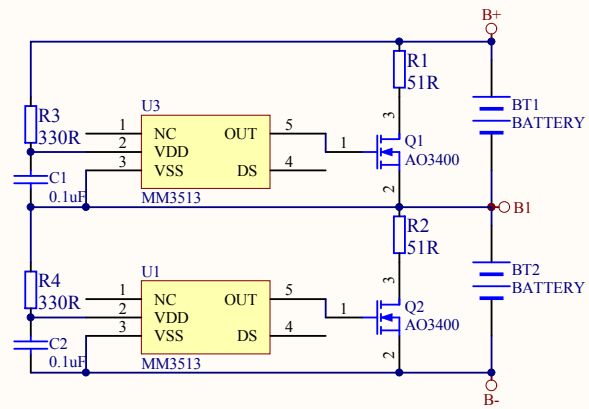 B+
R1
51R
3
BT1
BATTERY
R3
330R
U3
1 NC OUT 5
2 VDD
3 VSS DS 4
MM3513
1
Q1
AO3400
2
C1
0.1uF
B1
R2
51R
3
BT2
BATTERY
R4
330R
U1
1 NC OUT 5
2 VDD
3 VSS DS 4
MM3513
1
Q2
AO3400
2
C2
0.1uF
B-